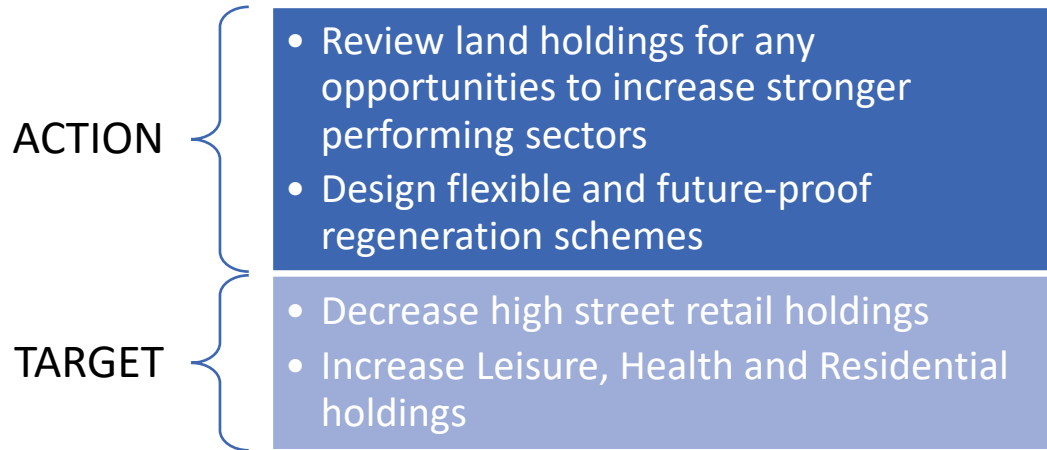 ACTION
• Review land holdings for any
opportunities to increase stronger
performing sectors
• Design flexible and future-proof
regeneration schemes
TARGET
• Decrease high street retail holdings
• Increase Leisure, Health and Residential
holdings